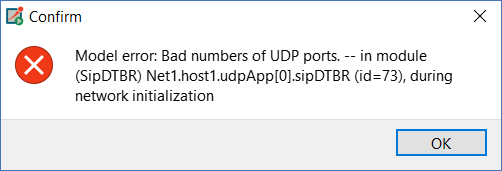 Confirm
Model error: Bad numbers of UDP ports. -- in module
(SipDTBR) Net1.host1.udpApp[0].sipDTBR (id=73), during
network initialization
OK